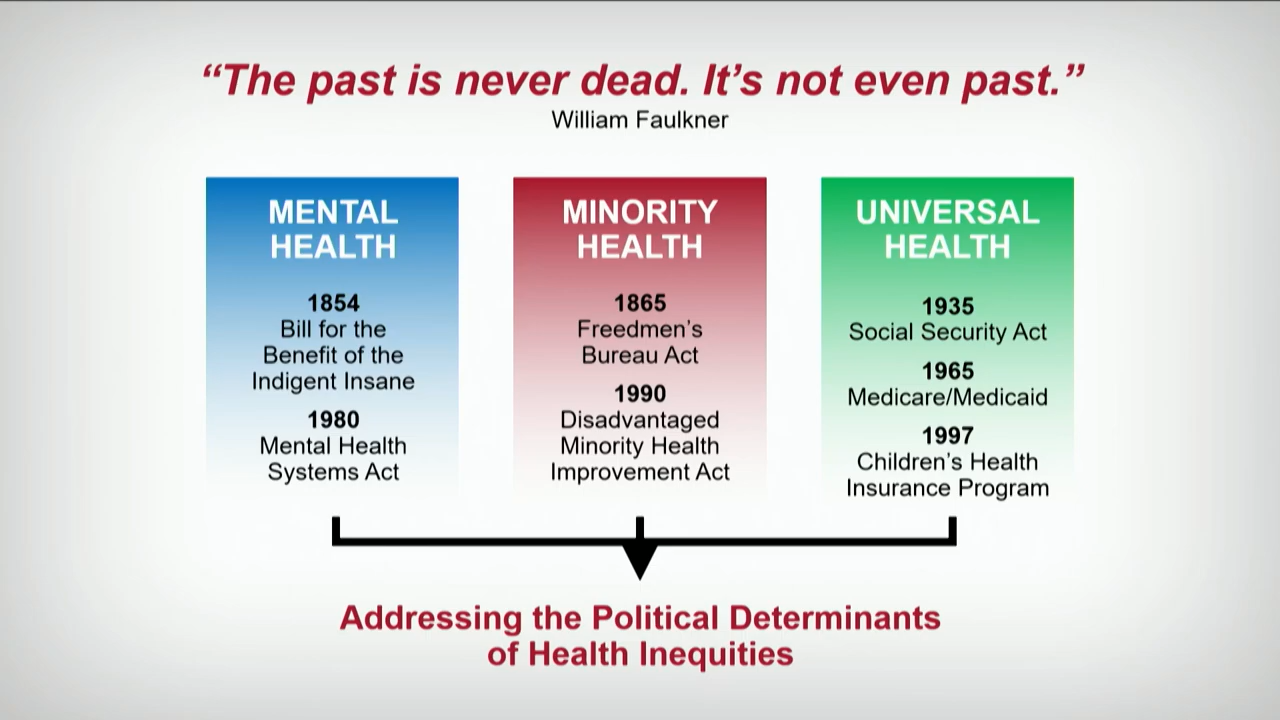 “The past is never dead. It’s not even past.”
William Faulkner
MENTAL
HEALTH
1854
Bill for the
Benefit of the
Indigent Insane
1980
Mental Health
Systems Act
MINORITY
HEALTH
1865
Freedmen’s
Bureau Act
1990
Disadvantaged
Minority Health
Improvement Act
UNIVERSAL
HEALTH
1935
Social Security Act
1965
Medicare/Medicaid
1997
Children’s Health
Insurance Program
Addressing the Political Determinants
of Health Inequities